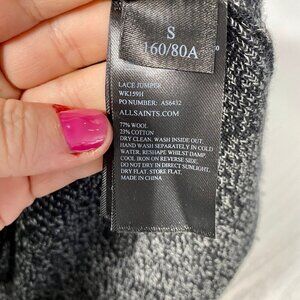 S
160/80A
LACE JUMPER
WK159H
PO NUMBER: AS6432
ALLSAINTS.COM
77% WOOL
23% COTTON
DRY CLEAN, WASH INSIDE OUT.
HAND WASH SEPARATELY IN COLD
WATER. RESHAPE WHILST DAMP
COOL IRON ON REVERSE SIDE.
DO NOT DRY IN DIRECT SUNLIGHT,
DRY FLAT, STORE FLAT.
MADE IN CHINA